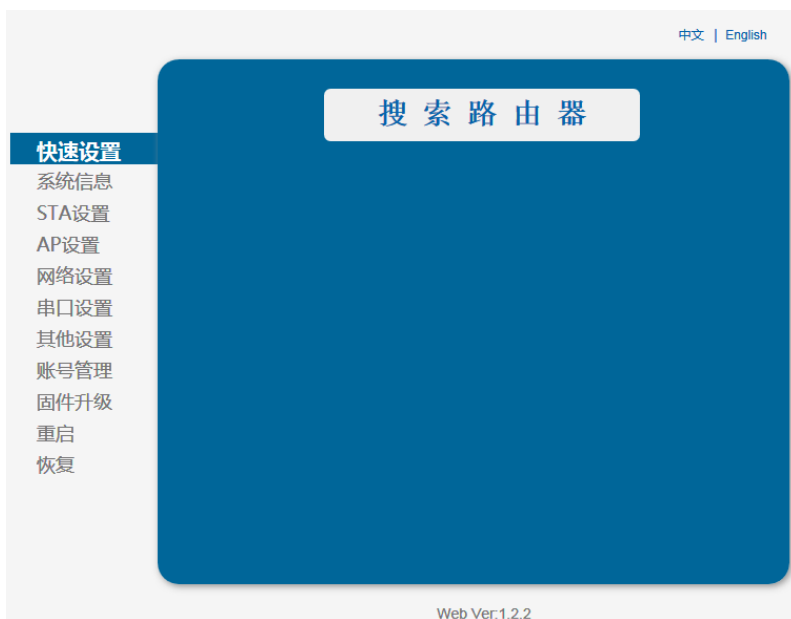 中文 | English
搜索路由器
快速设置
系统信息
STA设置
AP设置
网络设置
串口设置
其他设置
账号管理
固件升级
重启
恢复
Web Ver:1.2.2